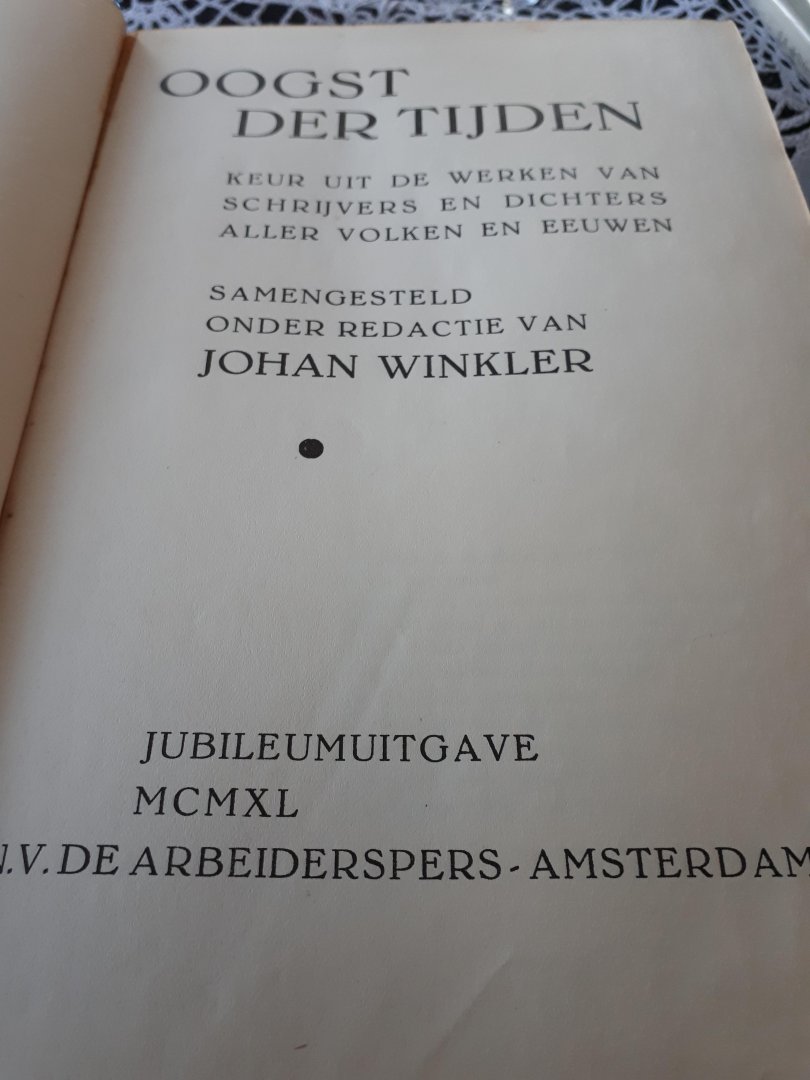 OOGST
DER TIJDEN
KEUR UIT DE WERKEN VAN
SCHRIJVERS EN DICHTERS
ALLER VOLKEN EN EEUWEN
SAMENGESTELD
ONDER REDACTIE VAN
JOHAN WINKLER
JUBILEUMUITGAVE
MCMXL
N.V. DE ARBEIDERSPERS - AMSTERDAM